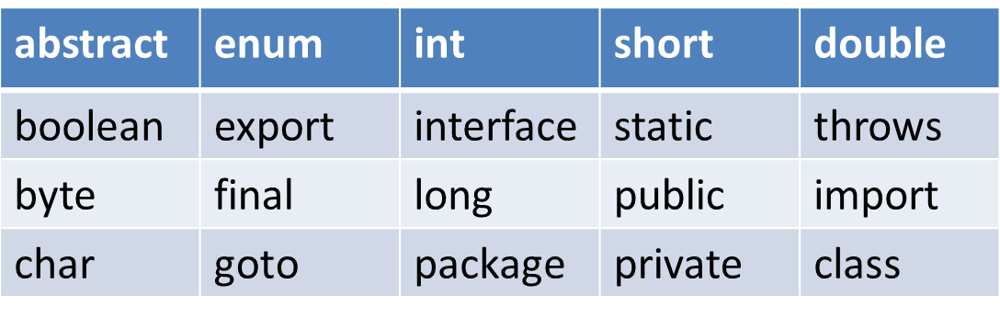 abstract enum int short double
boolean export interface static throws
byte final long public import
char goto package private class